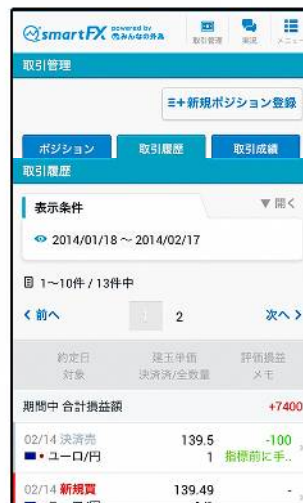 smartFX powered by みんなの外為
取引管理 実況 メニュー
取引管理
新規ポジション登録
ポジション 取引履歴 取引成績
取引履歴
表示条件 ▼開く
2014/01/18～2014/02/17
1～10件 / 13件中
< 前へ 1 2 次へ >
約定日 建玉単価 評価損益
対象 決済済/全数量 メモ
期間中 合計損益額 +7400
02/14 決済売 139.5 -100
ユーロ/円 1 指標前に手..
02/14 新規買 139.49 -